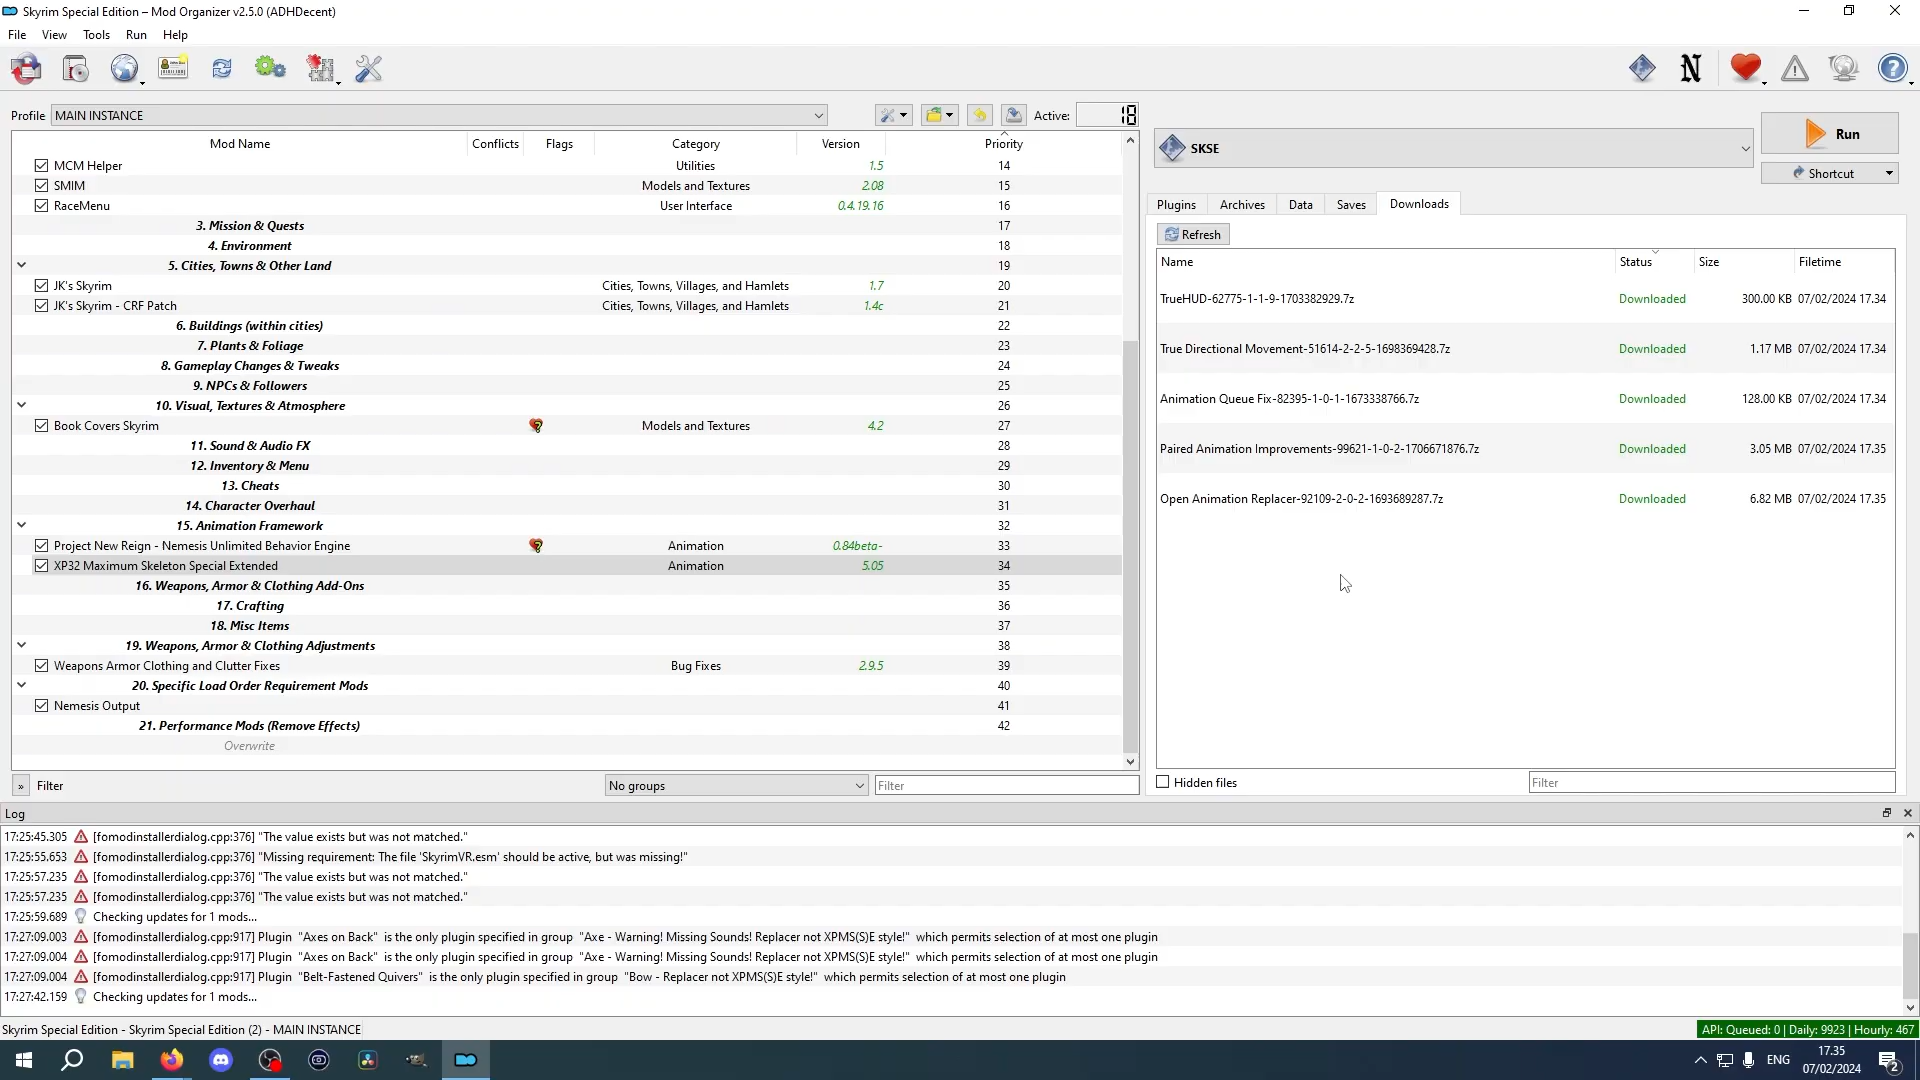 Skyrim Special Edition – Mod Organizer v2.5.0 (ADHDecent)
File View Tools Run Help
Profile MAIN INSTANCE Active: 18
Mod Name Conflicts Flags Category Version Priority
MCM Helper Utilities 1.5 14
SMIM Models and Textures 2.08 15
RaceMenu User Interface 0.4.19.16 16
3. Mission & Quests 17
4. Environment 18
5. Cities, Towns & Other Land 19
JK's Skyrim Cities, Towns, Villages, and Hamlets 1.7 20
JK's Skyrim - CRF Patch Cities, Towns, Villages, and Hamlets 1.4c 21
6. Buildings (within cities) 22
7. Plants & Foliage 23
8. Gameplay Changes & Tweaks 24
9. NPCs & Followers 25
10. Visual, Textures & Atmosphere 26
Book Covers Skyrim Models and Textures 4.2 27
11. Sound & Audio FX 28
12. Inventory & Menu 29
13. Cheats 30
14. Character Overhaul 31
15. Animation Framework 32
Project New Reign - Nemesis Unlimited Behavior Engine Animation 0.84beta- 33
XP32 Maximum Skeleton Special Extended Animation 5.05 34
16. Weapons, Armor & Clothing Add-Ons 35
17. Crafting 36
18. Misc Items 37
19. Weapons, Armor & Clothing Adjustments 38
Weapons Armor Clothing and Clutter Fixes Bug Fixes 2.9.5 39
20. Specific Load Order Requirement Mods 40
Nemesis Output 41
21. Performance Mods (Remove Effects) 42
Overwrite
» Filter No groups Filter
SKSE
Run
Shortcut
Plugins Archives Data Saves Downloads
Refresh
Name Status Size Filetime
TrueHUD-62775-1-1-9-1703382929.7z Downloaded 300.00 KB 07/02/2024 17.34
True Directional Movement-51614-2-2-5-1698369428.7z Downloaded 1.17 MB 07/02/2024 17.34
Animation Queue Fix-82395-1-0-1-1673338766.7z Downloaded 128.00 KB 07/02/2024 17.34
Paired Animation Improvements-99621-1-0-2-1706671876.7z Downloaded 3.05 MB 07/02/2024 17.35
Open Animation Replacer-92109-2-0-2-1693689287.7z Downloaded 6.82 MB 07/02/2024 17.35
Hidden files Filter
Log
17:25:45.305 [fomodinstallerdialog.cpp:376] "The value exists but was not matched."
17:25:55.653 [fomodinstallerdialog.cpp:376] "Missing requirement: The file 'SkyrimVR.esm' should be active, but was missing!"
17:25:57.235 [fomodinstallerdialog.cpp:376] "The value exists but was not matched."
17:25:57.235 [fomodinstallerdialog.cpp:376] "The value exists but was not matched."
17:25:59.689 Checking updates for 1 mods...
17:27:09.003 [fomodinstallerdialog.cpp:917] Plugin "Axes on Back" is the only plugin specified in group "Axe - Warning! Missing Sounds! Replacer not XPMS(S)E style!" which permits selection of at most one plugin
17:27:09.004 [fomodinstallerdialog.cpp:917] Plugin "Axes on Back" is the only plugin specified in group "Axe - Warning! Missing Sounds! Replacer not XPMS(S)E style!" which permits selection of at most one plugin
17:27:09.004 [fomodinstallerdialog.cpp:917] Plugin "Belt-Fastened Quivers" is the only plugin specified in group "Bow - Replacer not XPMS(S)E style!" which permits selection of at most one plugin
17:27:42.159 Checking updates for 1 mods...
Skyrim Special Edition - Skyrim Special Edition (2) - MAIN INSTANCE
API: Queued: 0 | Daily: 9923 | Hourly: 467
ENG 17.35
07/02/2024
2